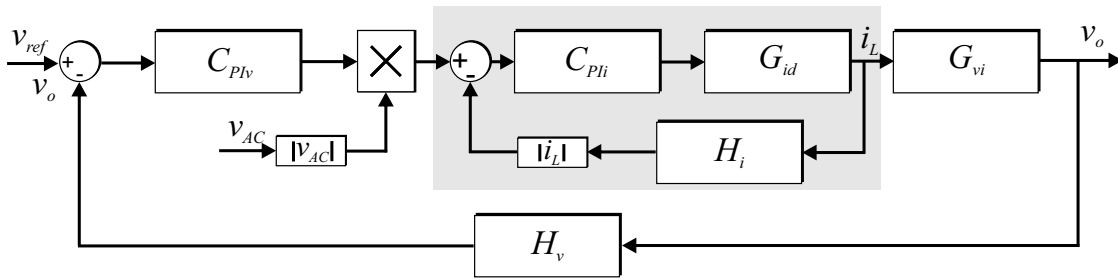 v_ref
+
-
v_o
C_PIv
×
+
-
C_PIi
G_id
i_L
G_vi
v_o
v_AC
|v_AC|
|i_L|
H_i
H_v